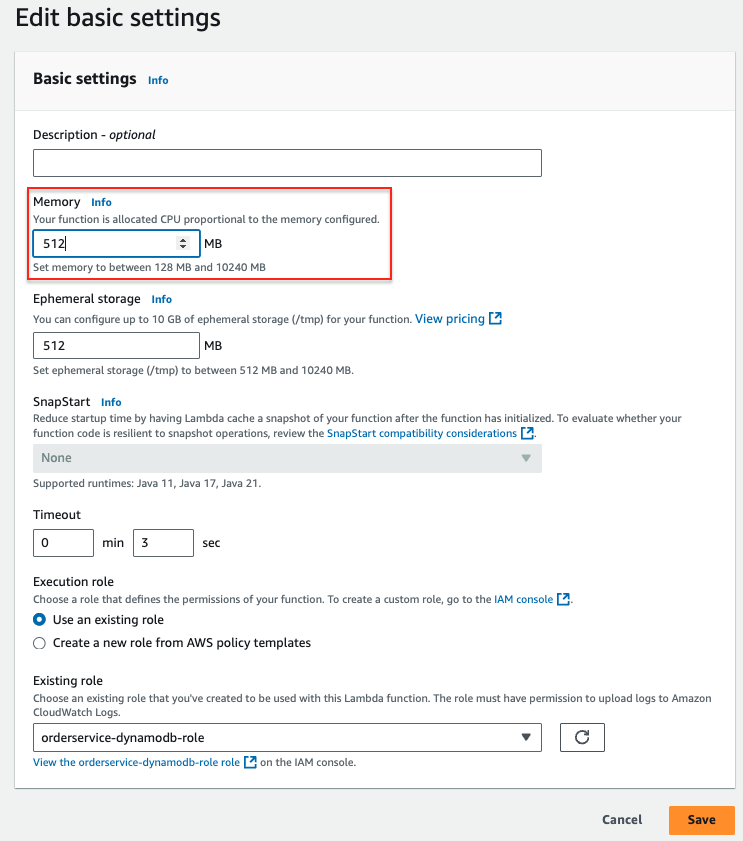 Edit basic settings
Basic settings Info
Description - optional
Memory Info
Your function is allocated CPU proportional to the memory configured.
512 MB
Set memory to between 128 MB and 10240 MB
Ephemeral storage Info
You can configure up to 10 GB of ephemeral storage (/tmp) for your function. View pricing
512 MB
Set ephemeral storage (/tmp) to between 512 MB and 10240 MB.
SnapStart Info
Reduce startup time by having Lambda cache a snapshot of your function after the function has initialized. To evaluate whether your
function code is resilient to snapshot operations, review the SnapStart compatibility considerations.
None
Supported runtimes: Java 11, Java 17, Java 21.
Timeout
0 min 3 sec
Execution role
Choose a role that defines the permissions of your function. To create a custom role, go to the IAM console.
Use an existing role
Create a new role from AWS policy templates
Existing role
Choose an existing role that you've created to be used with this Lambda function. The role must have permission to upload logs to Amazon
CloudWatch Logs.
orderservice-dynamodb-role
View the orderservice-dynamodb-role role on the IAM console.
Cancel Save